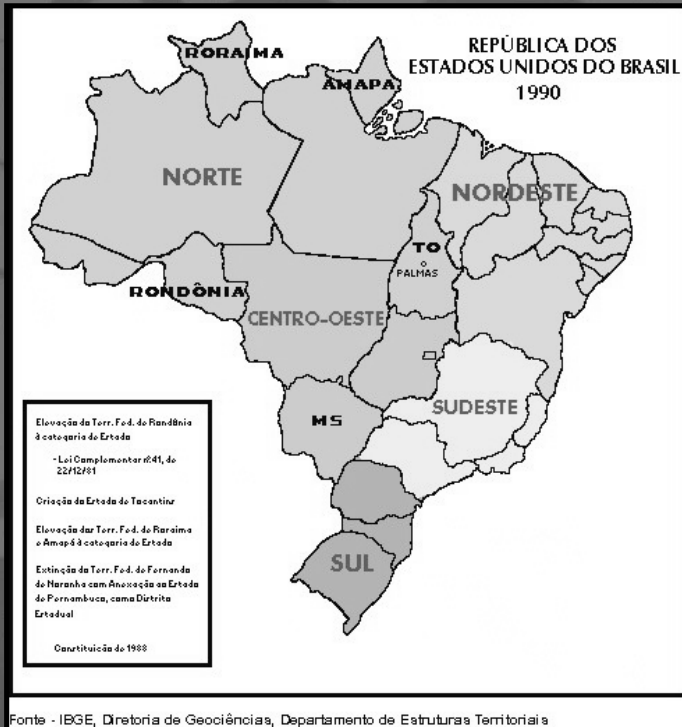 REPÚBLICA DOS
ESTADOS UNIDOS DO BRASIL
1990
RORAIMA
AMAPA
NORTE
NORDESTE
TO
PALMAS
RONDÔNIA
CENTRO-OESTE
SUDESTE
MS
SUL
Elevação do Terr. Fed. de Rondônia
à categoria de Estado
- Lei Complementar nº41, de
22/12/81
Criação do Estado de Tocantins
Elevação dos Terr. Fed. de Roraima
e Amapá à categoria de Estado
Extinção do Terr. Fed. de Fernando
de Noronha com Anexação ao Estado
de Pernambuco, como Distrito
Estadual
Constituição de 1988
Fonte - IBGE, Diretoria de Geociências, Departamento de Estruturas Territoriais